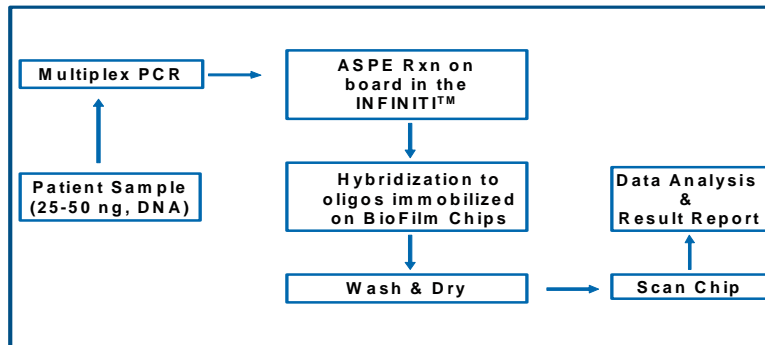 Multiplex PCR
Patient Sample
(25-50 ng, DNA)
ASPE Rxn on
board in the
INFINITI™
Hybridization to
oligos immobilized
on BioFilm Chips
Wash & Dry
Data Analysis
&
Result Report
Scan Chip